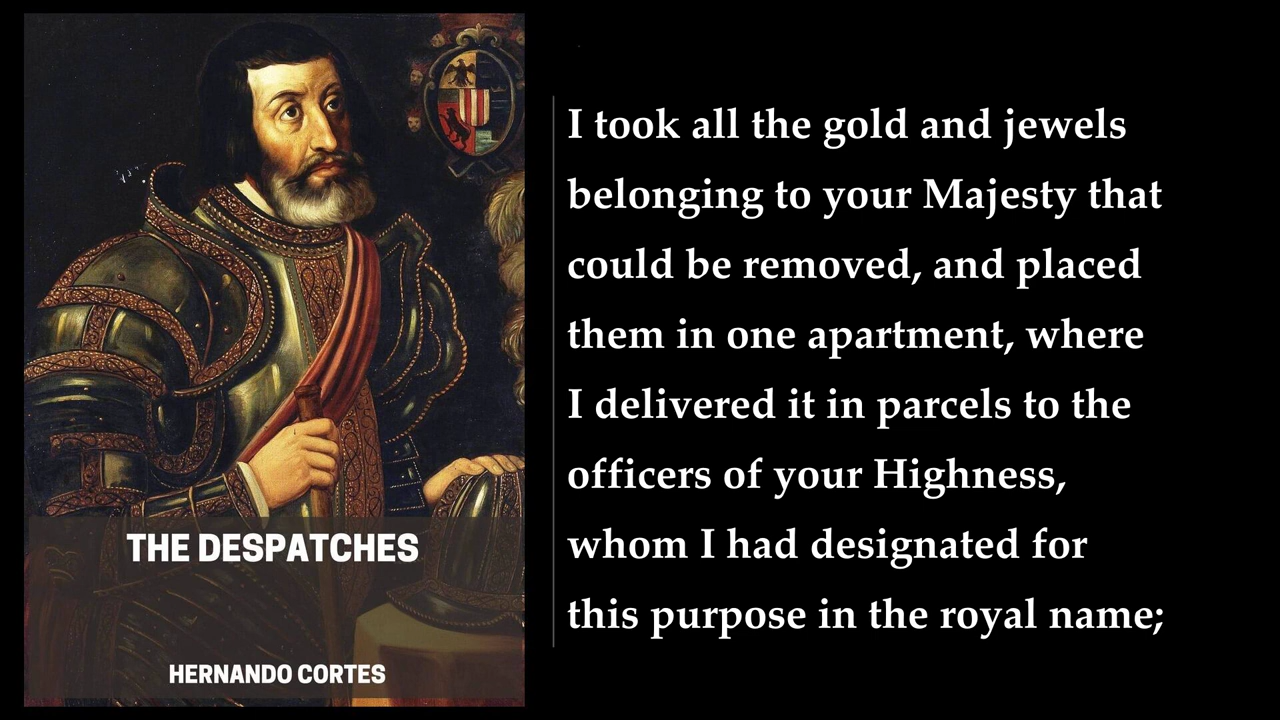 THE DESPATCHES
HERNANDO CORTES
I took all the gold and jewels
belonging to your Majesty that
could be removed, and placed
them in one apartment, where
I delivered it in parcels to the
officers of your Highness,
whom I had designated for
this purpose in the royal name;